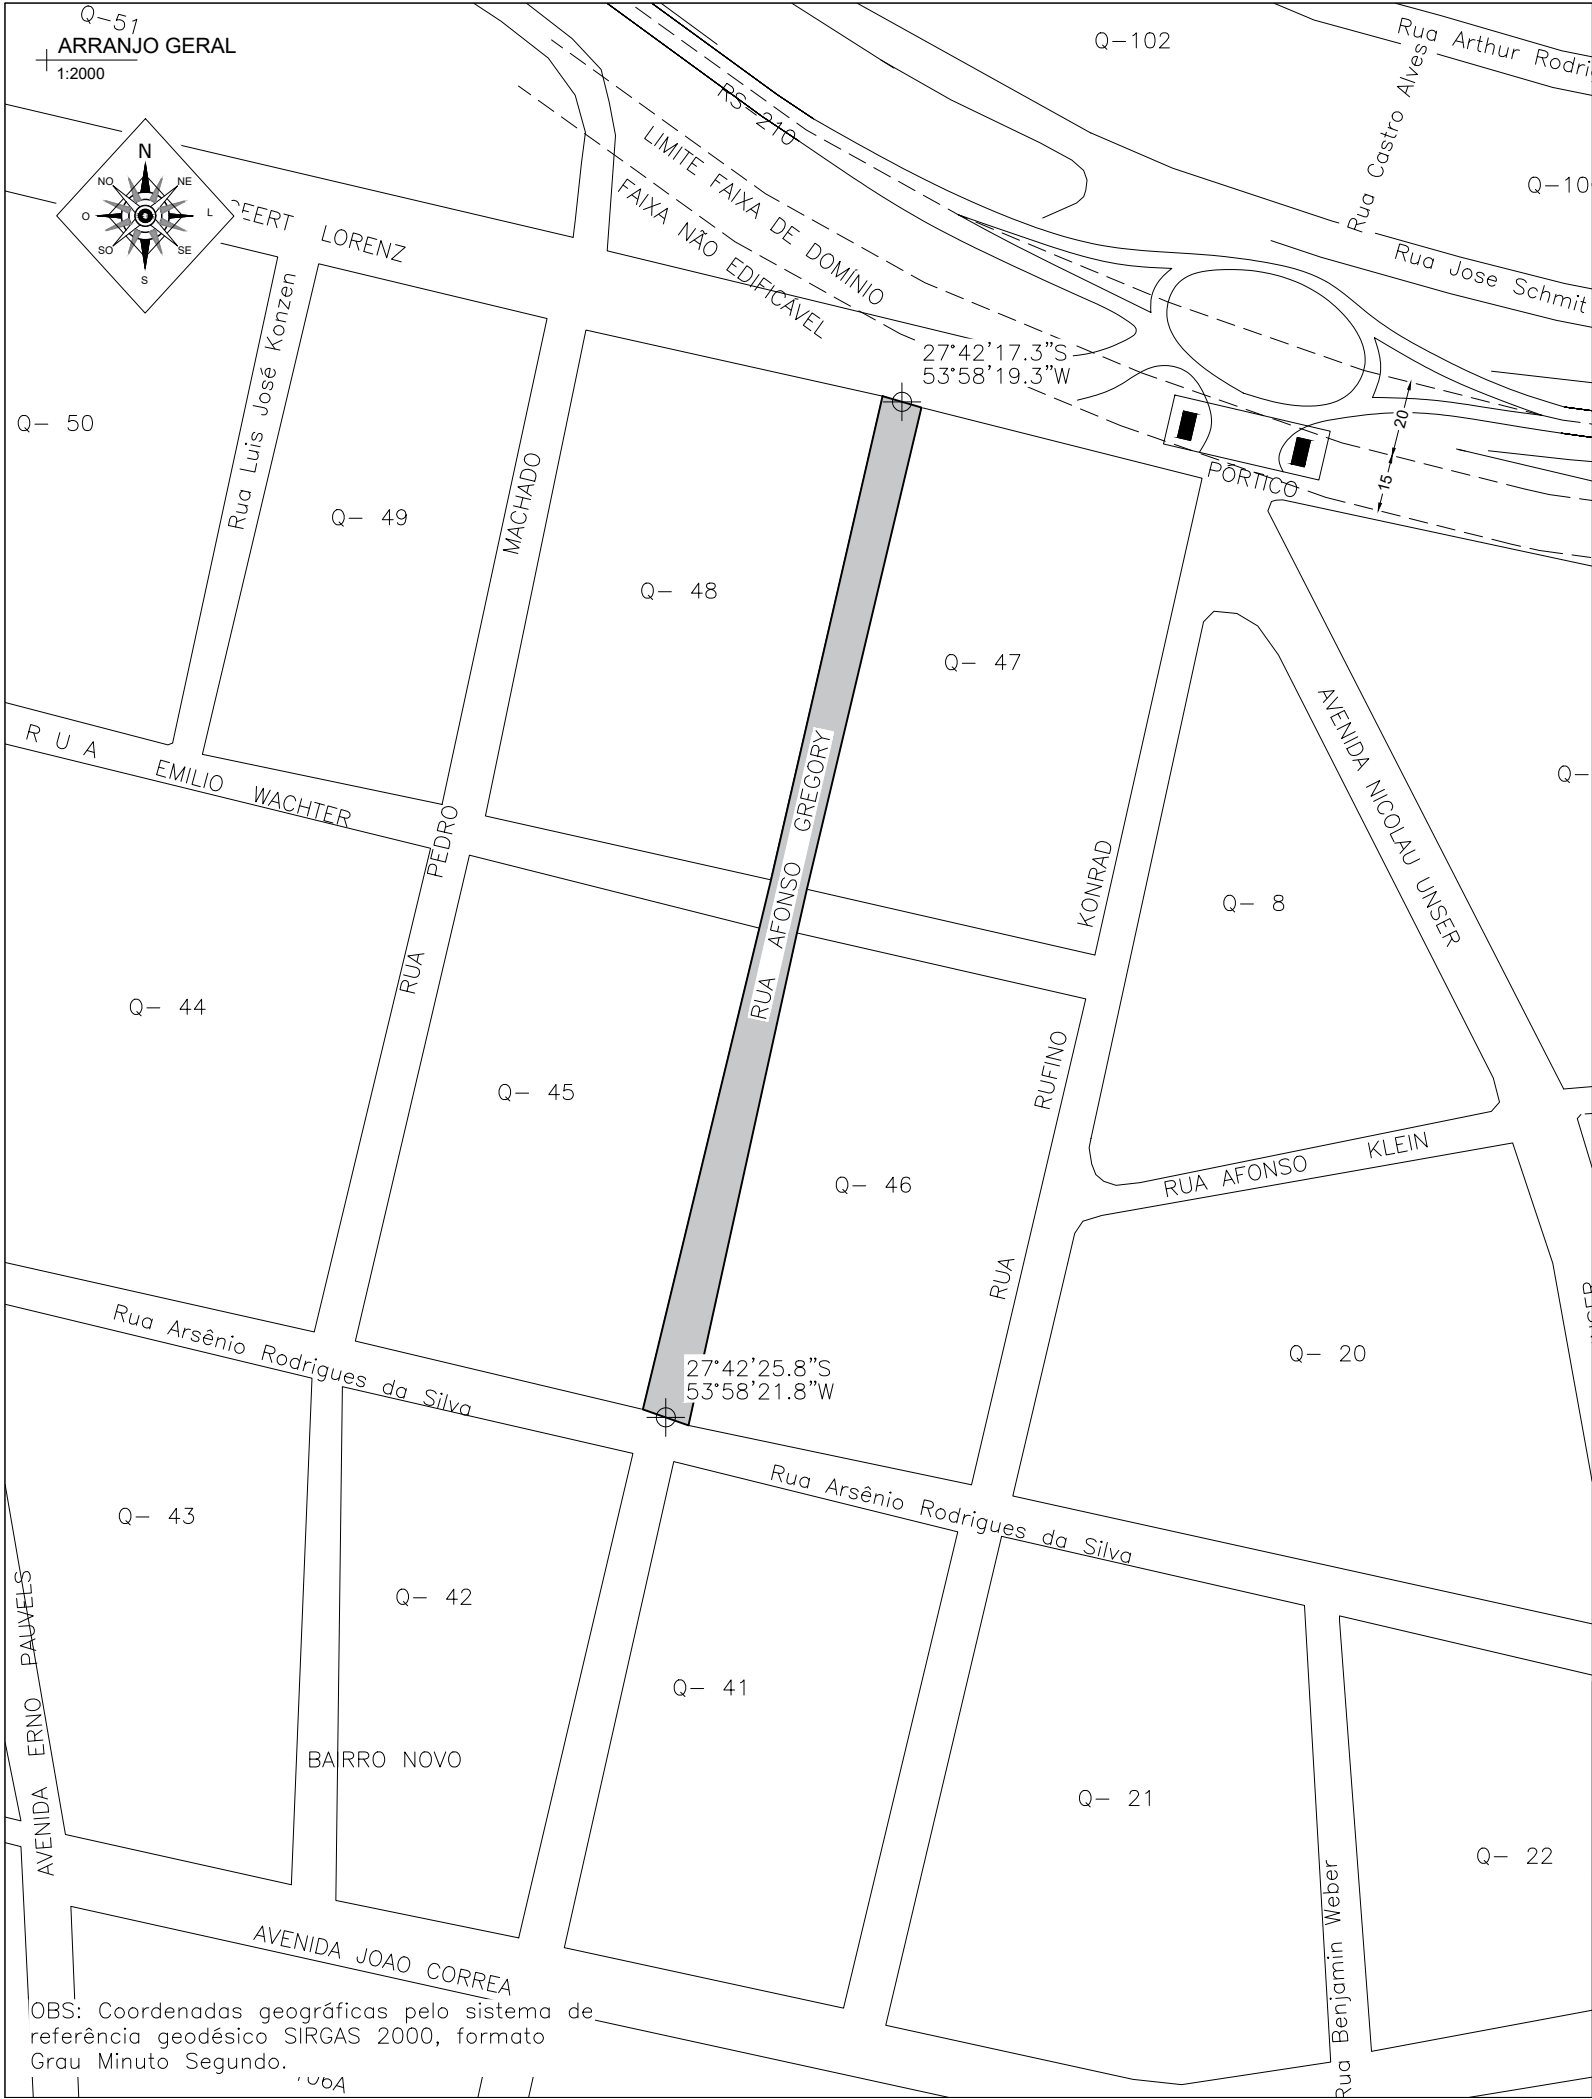 Q-51
ARRANJO GERAL
1:2000
Q-102
Rua Arthur
Rua Castro Alves
RS-210
LIMITE FAIXA DE DOMÍNIO
FAIXA NÃO EDIFICÁVEL
N
NO
NE
O
L
SO
SE
S
LORENZ
Rua Jose Schmit
27°42'17.3"S
53°58'19.3"W
20
15
PÓRTICO
Q- 50
Rua Luis José Konzen
Q- 49
RUA PEDRO MACHADO
Q- 48
Q- 47
RUA EMILIO WACHTER
RUA AFONSO GREGORY
RUA RUFINO KONRAD
Q- 8
AVENIDA NICOLAU UNSER
Q- 44
Q- 45
Q- 46
RUA AFONSO KLEIN
Q- 20
Rua Arsênio Rodrigues da Silva
27°42'25.8"S
53°58'21.8"W
Rua Arsênio Rodrigues da Silva
Q- 43
Q- 42
Q- 41
AVENIDA ERNO PAUVELS
BAIRRO NOVO
Q- 21
Q- 22
Rua Benjamin Weber
AVENIDA JOAO CORREA
OBS: Coordenadas geográficas pelo sistema de
referência geodésico SIRGAS 2000, formato
Grau Minuto Segundo.